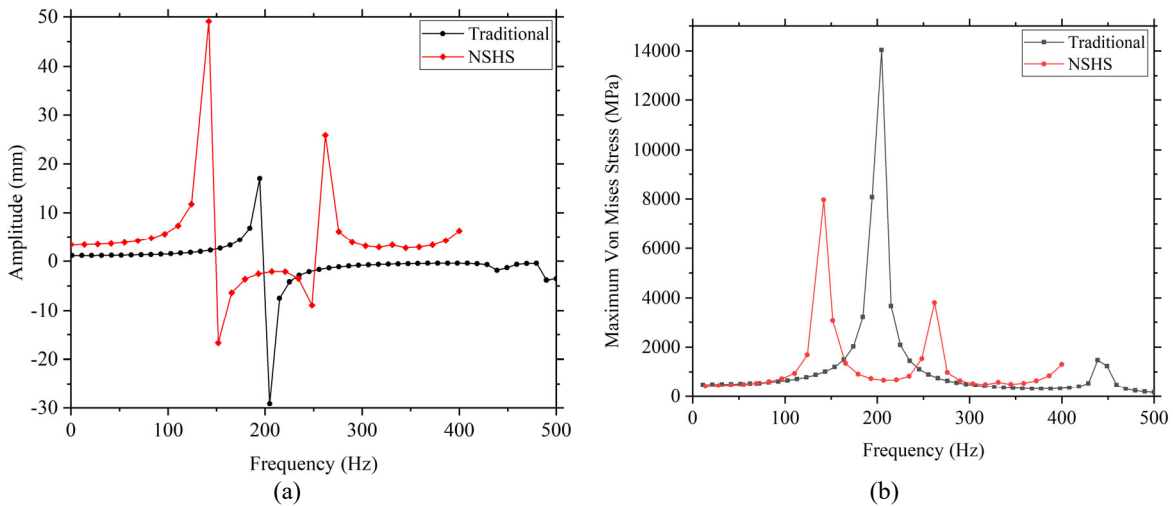 50
40
30
20
10
0
-10
-20
-30
0
100
200
300
400
500
Amplitude (mm)
Frequency (Hz)
Traditional
NSHS
(a)
14000
12000
10000
8000
6000
4000
2000
0
0
100
200
300
400
500
Maximum Von Mises Stress (MPa)
Frequency (Hz)
Traditional
NSHS
(b)